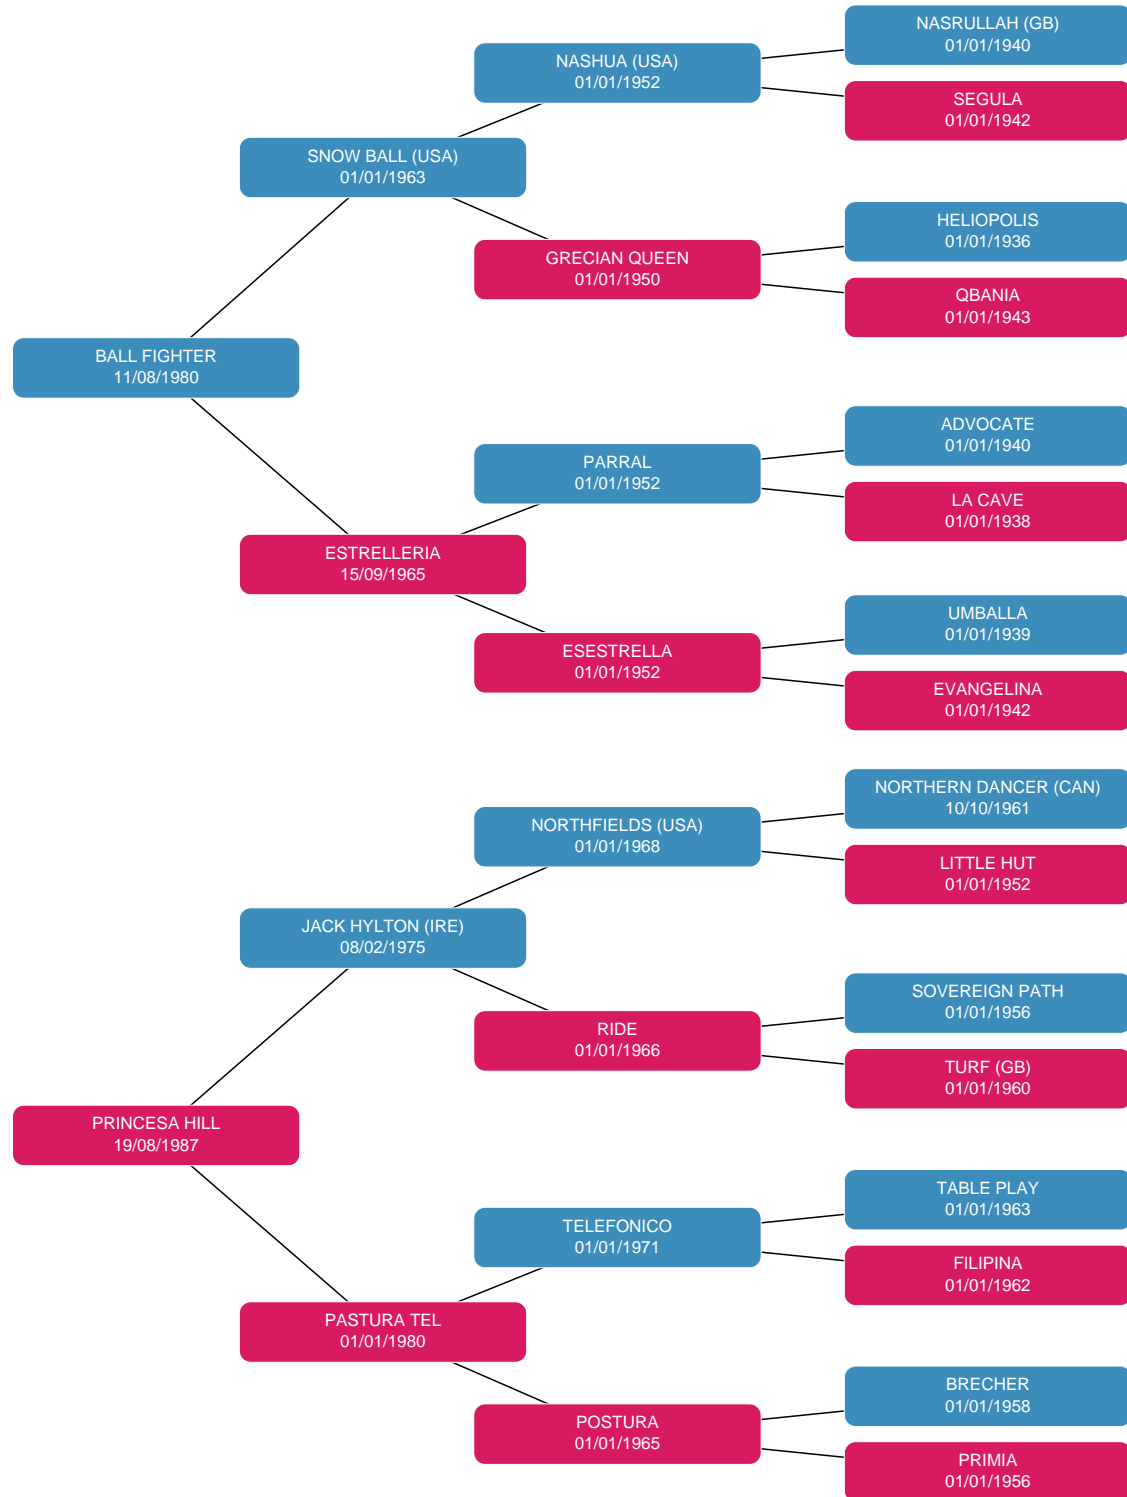 NASRULLAH (GB)
01/01/1940
NASHUA (USA)
01/01/1952
SEGULA
01/01/1942
SNOW BALL (USA)
01/01/1963
HELIOPOLIS
01/01/1936
GRECIAN QUEEN
01/01/1950
QBANIA
01/01/1943
BALL FIGHTER
11/08/1980
ADVOCATE
01/01/1940
PARRAL
01/01/1952
LA CAVE
01/01/1938
ESTRELLERIA
15/09/1965
UMBALLA
01/01/1939
ESESTRELLA
01/01/1952
EVANGELINA
01/01/1942
NORTHERN DANCER (CAN)
10/10/1961
NORTHFIELDS (USA)
01/01/1968
LITTLE HUT
01/01/1952
JACK HYLTON (IRE)
08/02/1975
SOVEREIGN PATH
01/01/1956
RIDE
01/01/1966
TURF (GB)
01/01/1960
PRINCESA HILL
19/08/1987
TABLE PLAY
01/01/1963
TELEFONICO
01/01/1971
FILIPINA
01/01/1962
PASTURA TEL
01/01/1980
BRECHER
01/01/1958
POSTURA
01/01/1965
PRIMIA
01/01/1956